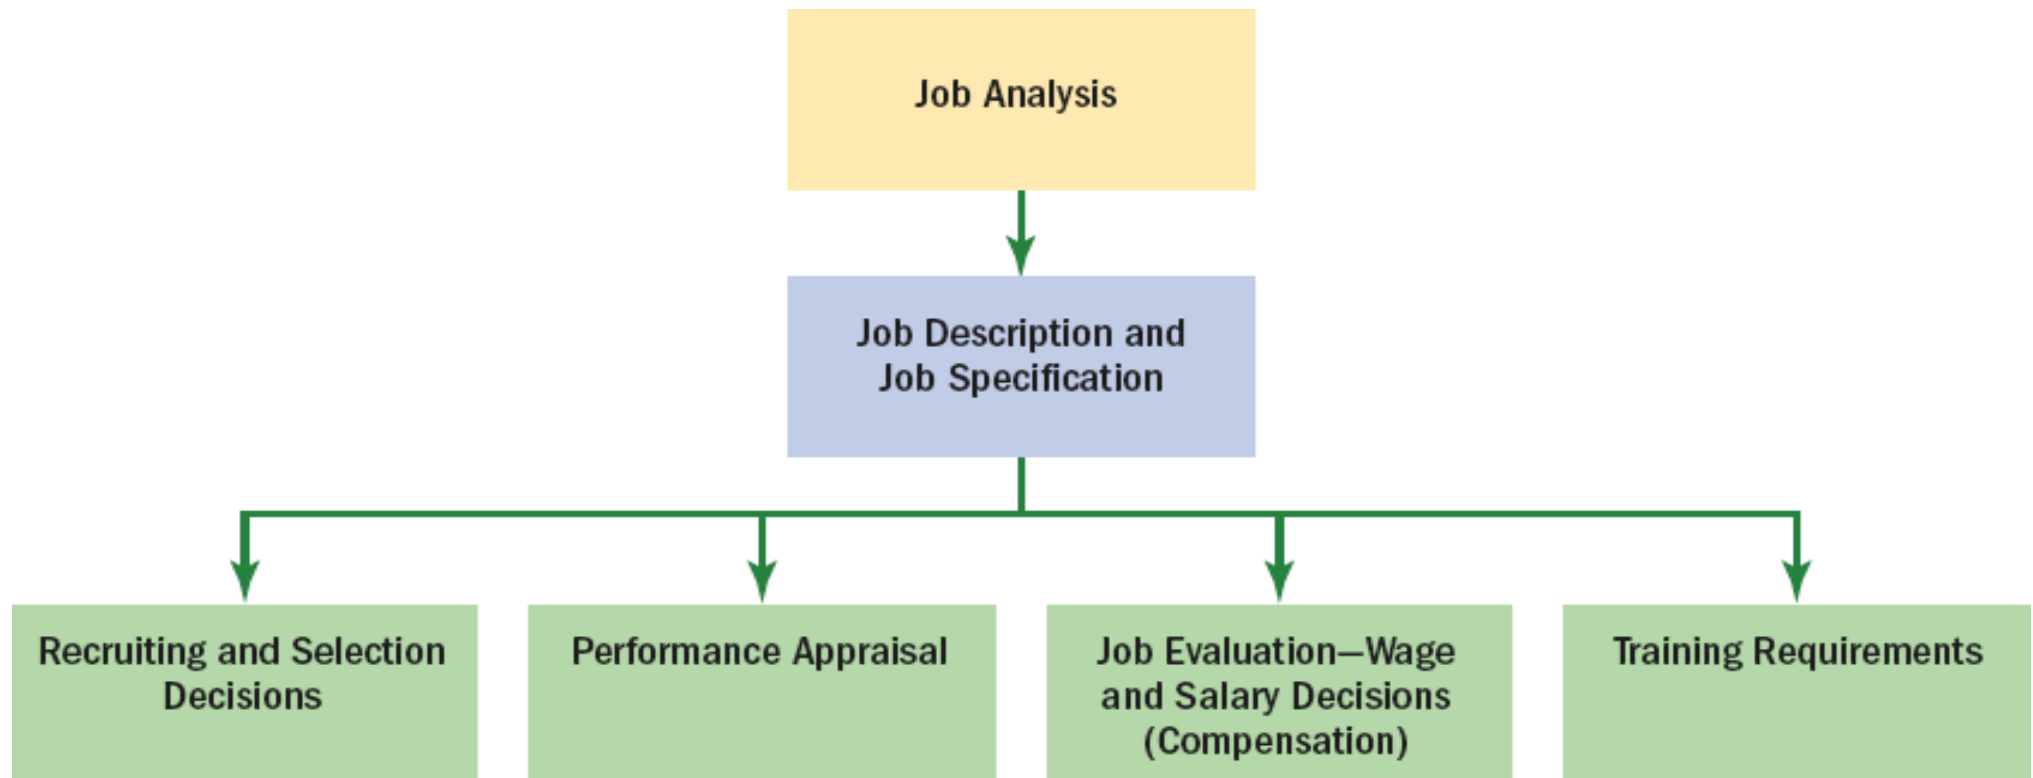 Job Analysis
Job Description and
Job Specification
Recruiting and Selection
Decisions
Performance Appraisal
Job Evaluation—Wage
and Salary Decisions
(Compensation)
Training Requirements